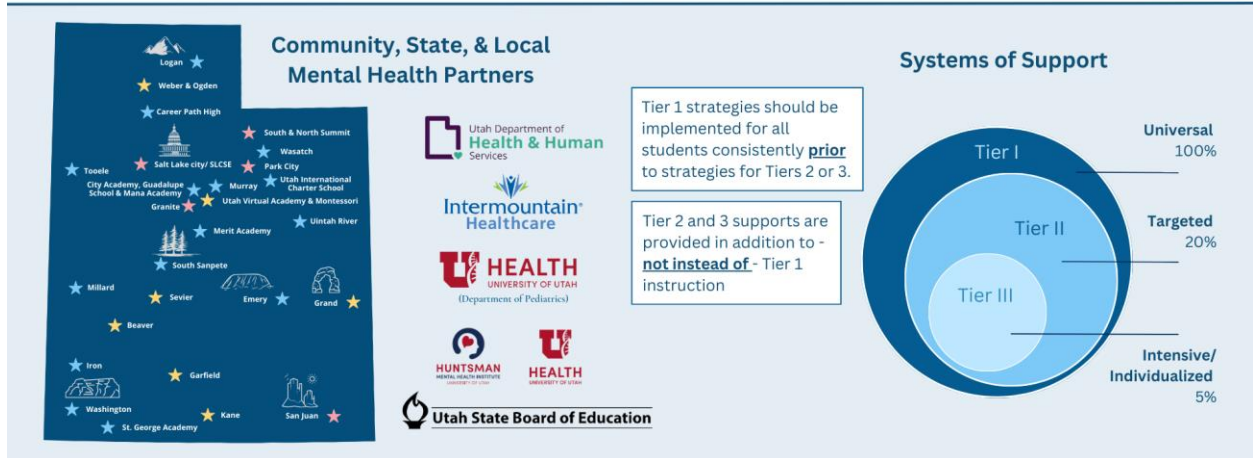 Logan
Weber & Ogden
Career Path High
South & North Summit
Wasatch
Salt Lake city/ SLCSE
Park City
Tooele
Utah International
Charter School
City Academy, Guadalupe
School & Mana Academy
Murray
Utah Virtual Academy & Montessori
Granite
Uintah River
Merit Academy
South Sanpete
Millard
Sevier
Emery
Grand
Beaver
Iron
Garfield
Washington
Kane
San Juan
St. George Academy
Community, State, & Local
Mental Health Partners
Utah Department of
Health & Human
Services
Intermountain®
Healthcare
U HEALTH
UNIVERSITY OF UTAH
(Department of Pediatrics)
HUNTSMAN
MENTAL HEALTH INSTITUTE
UNIVERSITY OF UTAH
U
HEALTH
UNIVERSITY OF UTAH
Utah State Board of Education
Tier 1 strategies should be
implemented for all
students consistently prior
to strategies for Tiers 2 or 3.
Tier 2 and 3 supports are
provided in addition to -
not instead of - Tier 1
instruction
Systems of Support
Tier I
Tier II
Tier III
Universal
100%
Targeted
20%
Intensive/
Individualized
5%